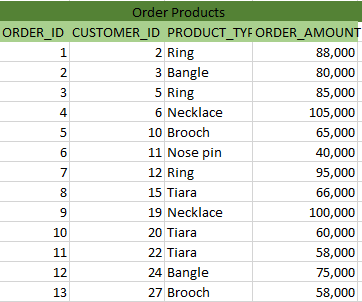 Order Products
ORDER_ID CUSTOMER_ID PRODUCT_TYP ORDER_AMOUNT
1 2 Ring 88,000
2 3 Bangle 80,000
3 5 Ring 85,000
4 6 Necklace 105,000
5 10 Brooch 65,000
6 11 Nose pin 40,000
7 12 Ring 95,000
8 15 Tiara 66,000
9 19 Necklace 100,000
10 20 Tiara 60,000
11 22 Tiara 58,000
12 24 Bangle 75,000
13 27 Brooch 58,000